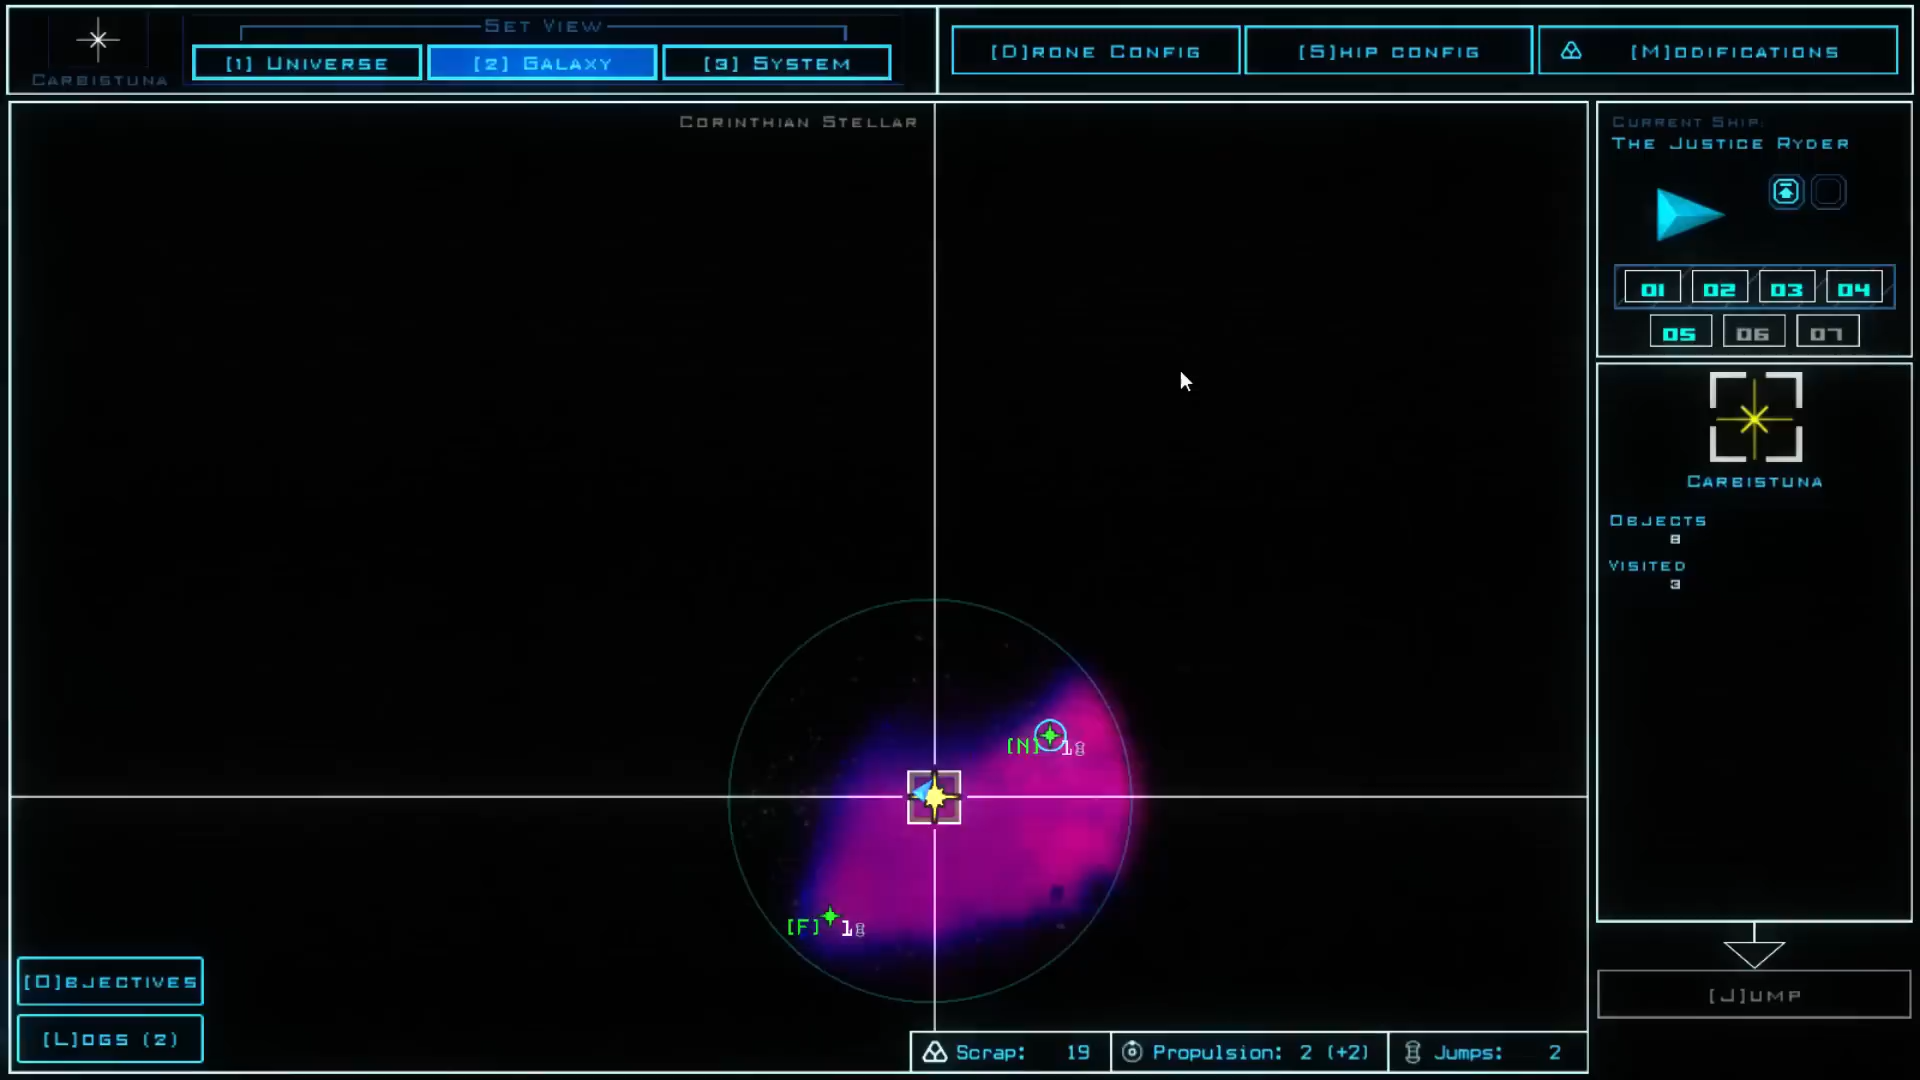 Set View
Carbistuna
[1] Universe
[2] Galaxy
[3] System
[D]rone Config
[S]hip config
[M]odifications
Corinthian Stellar
Current Ship:
The Justice Ryder
01 02 03 04
05 06 07
Carbistuna
Objects
8
Visited
3
[N] 1
[F] 1
[O]bjectives
[L]ogs (2)
[J]ump
Scrap: 19
Propulsion: 2 (+2)
Jumps: 2